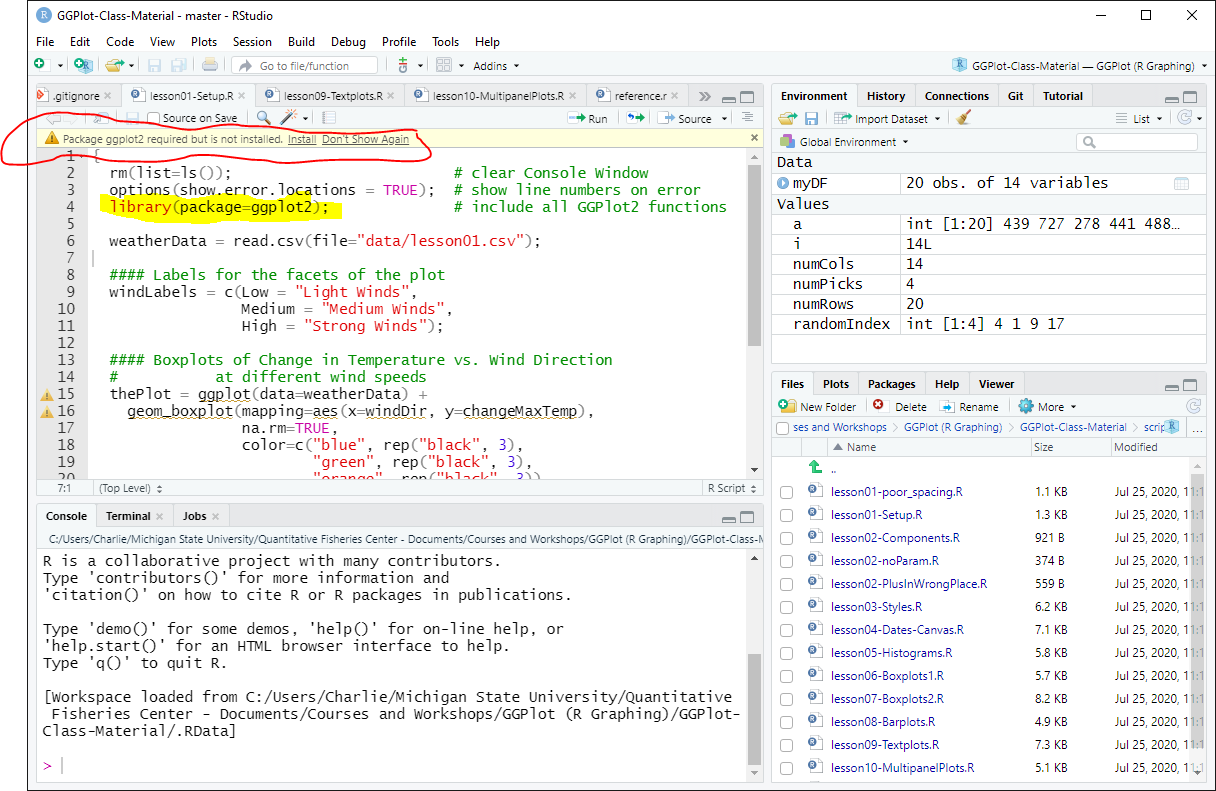 GGPlot-Class-Material - master - RStudio
File Edit Code View Plots Session Build Debug Profile Tools Help
Go to file/function Addins GGPlot-Class-Material — GGPlot (R Graphing)
.gitignore lesson01-Setup.R lesson09-Textplots.R lesson10-MultipanelPlots.R reference.r
Source on Save Run Source
Package ggplot2 required but is not installed. Install Don't Show Again
1 {
2 rm(list=ls()); # clear Console Window
3 options(show.error.locations = TRUE); # show line numbers on error
4 library(package=ggplot2); # include all GGPlot2 functions
5
6 weatherData = read.csv(file="data/lesson01.csv");
7
8 #### Labels for the facets of the plot
9 windLabels = c(Low = "Light Winds",
10 Medium = "Medium Winds",
11 High = "Strong Winds");
12
13 #### Boxplots of Change in Temperature vs. Wind Direction
14 # at different wind speeds
15 thePlot = ggplot(data=weatherData) +
16 geom_boxplot(mapping=aes(x=windDir, y=changeMaxTemp),
17 na.rm=TRUE,
18 color=c("blue", rep("black", 3),
19 "green", rep("black", 3),
20 "orange", rep("black", 3))
7:1 (Top Level) R Script
Console Terminal Jobs
C:/Users/Charlie/Michigan State University/Quantitative Fisheries Center - Documents/Courses and Workshops/GGPlot (R Graphing)/GGPlot-Class-M
R is a collaborative project with many contributors.
Type 'contributors()' for more information and
'citation()' on how to cite R or R packages in publications.
Type 'demo()' for some demos, 'help()' for on-line help, or
'help.start()' for an HTML browser interface to help.
Type 'q()' to quit R.
[Workspace loaded from C:/Users/Charlie/Michigan State University/Quantitative
Fisheries Center - Documents/Courses and Workshops/GGPlot (R Graphing)/GGPlot-
Class-Material/.RData]
>
Environment History Connections Git Tutorial
Import Dataset List
Global Environment
Data
myDF 20 obs. of 14 variables
Values
a int [1:20] 439 727 278 441 488...
i 14L
numCols 14
numPicks 4
numRows 20
randomIndex int [1:4] 4 1 9 17
Files Plots Packages Help Viewer
New Folder Delete Rename More
ses and Workshops GGPlot (R Graphing) GGPlot-Class-Material scrip ...
Name Size Modified
..
lesson01-poor_spacing.R 1.1 KB Jul 25, 2020, 11:1
lesson01-Setup.R 1.3 KB Jul 25, 2020, 11:1
lesson02-Components.R 921 B Jul 25, 2020, 11:1
lesson02-noParam.R 374 B Jul 25, 2020, 11:1
lesson02-PlusInWrongPlace.R 559 B Jul 25, 2020, 11:1
lesson03-Styles.R 6.2 KB Jul 25, 2020, 11:1
lesson04-Dates-Canvas.R 7.1 KB Jul 25, 2020, 11:1
lesson05-Histograms.R 5.8 KB Jul 25, 2020, 11:1
lesson06-Boxplots1.R 5.7 KB Jul 25, 2020, 11:1
lesson07-Boxplots2.R 8.2 KB Jul 25, 2020, 11:1
lesson08-Barplots.R 4.9 KB Jul 25, 2020, 11:1
lesson09-Textplots.R 7.3 KB Jul 25, 2020, 11:1
lesson10-MultipanelPlots.R 5.1 KB Jul 25, 2020, 11:1